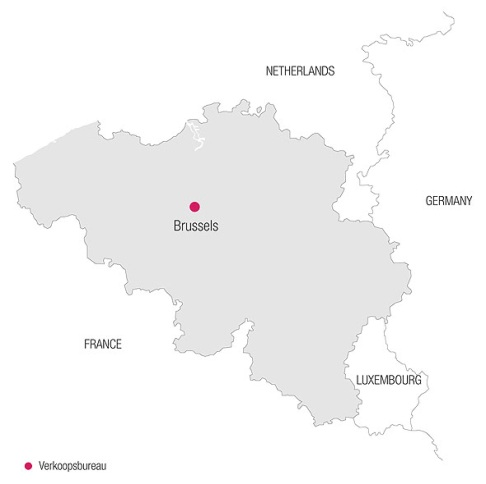 NETHERLANDS
GERMANY
Brussels
FRANCE
LUXEMBOURG
Verkoopsbureau